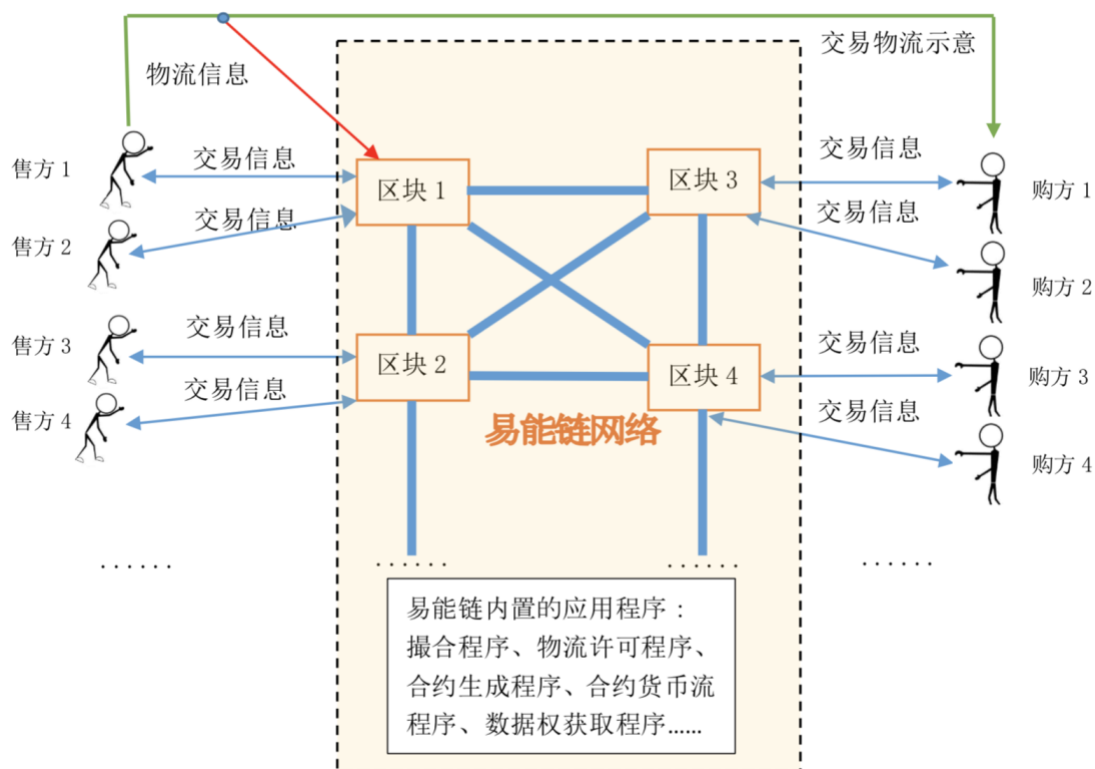 交易物流示意
物流信息
售方 1
交易信息
区块 1
区块 3
交易信息
购方 1
售方 2
交易信息
交易信息
购方 2
售方 3
交易信息
区块 2
区块 4
交易信息
购方 3
售方 4
交易信息
易能链网络
交易信息
购方 4
......
......
......
......
易能链内置的应用程序：
撮合程序、物流许可程序、
合约生成程序、合约货币流
程序、数据权获取程序……